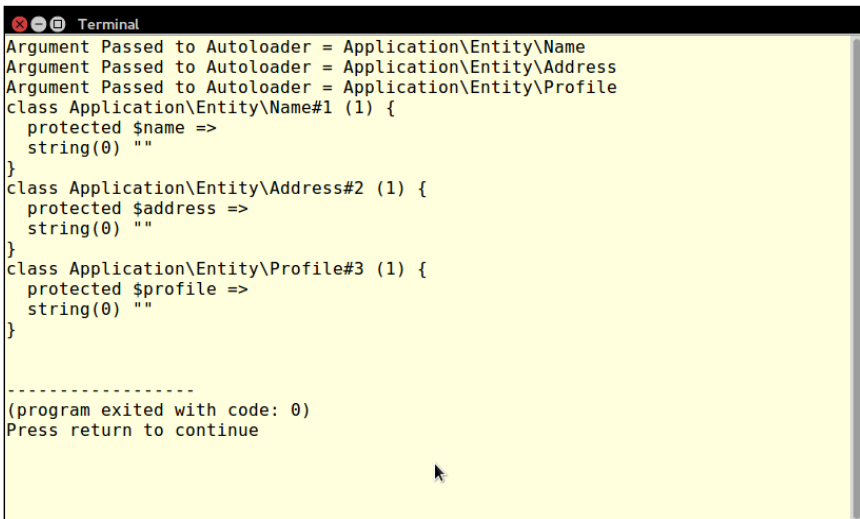 Terminal
Argument Passed to Autoloader = Application\Entity\Name
Argument Passed to Autoloader = Application\Entity\Address
Argument Passed to Autoloader = Application\Entity\Profile
class Application\Entity\Name#1 (1) {
  protected $name =>
  string(0) ""
}
class Application\Entity\Address#2 (1) {
  protected $address =>
  string(0) ""
}
class Application\Entity\Profile#3 (1) {
  protected $profile =>
  string(0) ""
}
------------------
(program exited with code: 0)
Press return to continue